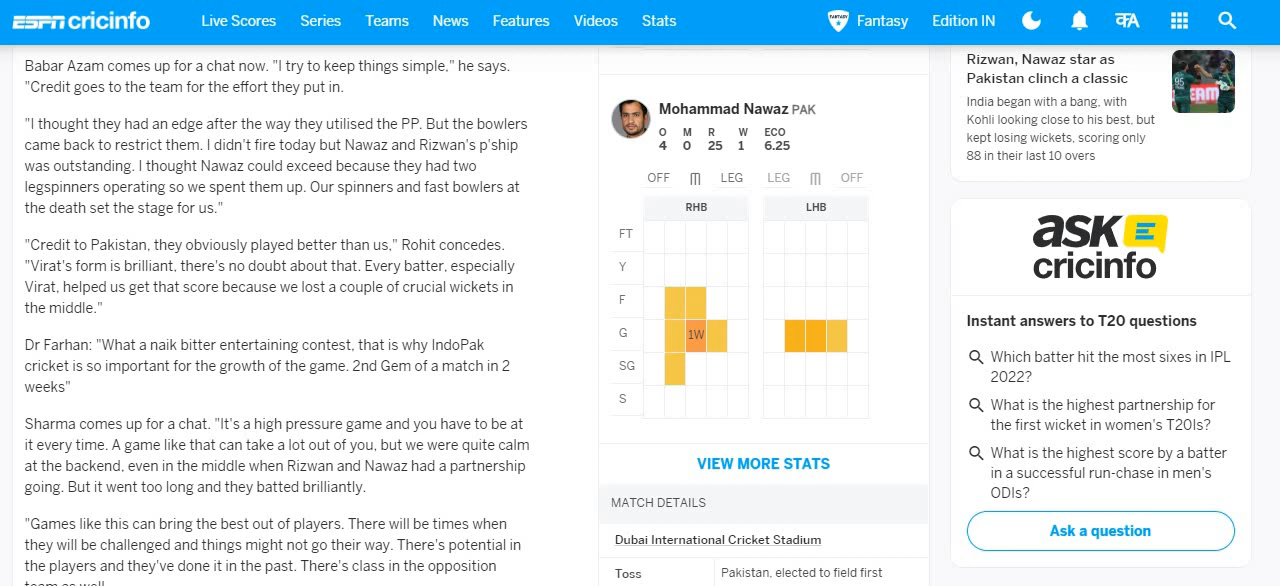 ESPN cricinfo
Live Scores Series Teams News Features Videos Stats
FANTASY Fantasy Edition IN
Babar Azam comes up for a chat now. "I try to keep things simple," he says.
"Credit goes to the team for the effort they put in.
"I thought they had an edge after the way they utilised the PP. But the bowlers
came back to restrict them. I didn't fire today but Nawaz and Rizwan's p'ship
was outstanding. I thought Nawaz could exceed because they had two
legspinners operating so we spent them up. Our spinners and fast bowlers at
the death set the stage for us."
"Credit to Pakistan, they obviously played better than us," Rohit concedes.
"Virat's form is brilliant, there's no doubt about that. Every batter, especially
Virat, helped us get that score because we lost a couple of crucial wickets in
the middle."
Dr Farhan: "What a naik bitter entertaining contest, that is why IndoPak
cricket is so important for the growth of the game. 2nd Gem of a match in 2
weeks"
Sharma comes up for a chat. "It's a high pressure game and you have to be at
it every time. A game like that can take a lot out of you, but we were quite calm
at the backend, even in the middle when Rizwan and Nawaz had a partnership
going. But it went too long and they batted brilliantly.
"Games like this can bring the best out of players. There will be times when
they will be challenged and things might not go their way. There's potential in
the players and they've done it in the past. There's class in the opposition
team as well.
Mohammad Nawaz PAK
O M R W ECO
4 0 25 1 6.25
OFF LEG LEG OFF
RHB LHB
FT
Y
F
G 1W
SG
S
VIEW MORE STATS
MATCH DETAILS
Dubai International Cricket Stadium
Toss Pakistan, elected to field first
Rizwan, Nawaz star as
Pakistan clinch a classic
India began with a bang, with
Kohli looking close to his best, but
kept losing wickets, scoring only
88 in their last 10 overs
ASK
cricinfo
Instant answers to T20 questions
Which batter hit the most sixes in IPL
2022?
What is the highest partnership for
the first wicket in women's T20Is?
What is the highest score by a batter
in a successful run-chase in men's
ODIs?
Ask a question